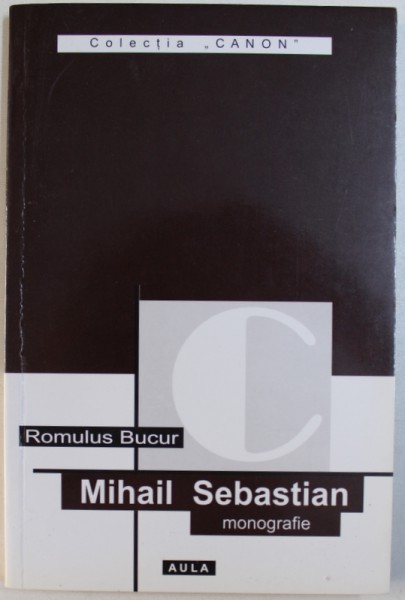 Colecția „CANON”
C
Romulus Bucur
Mihail Sebastian
monografie
AULA